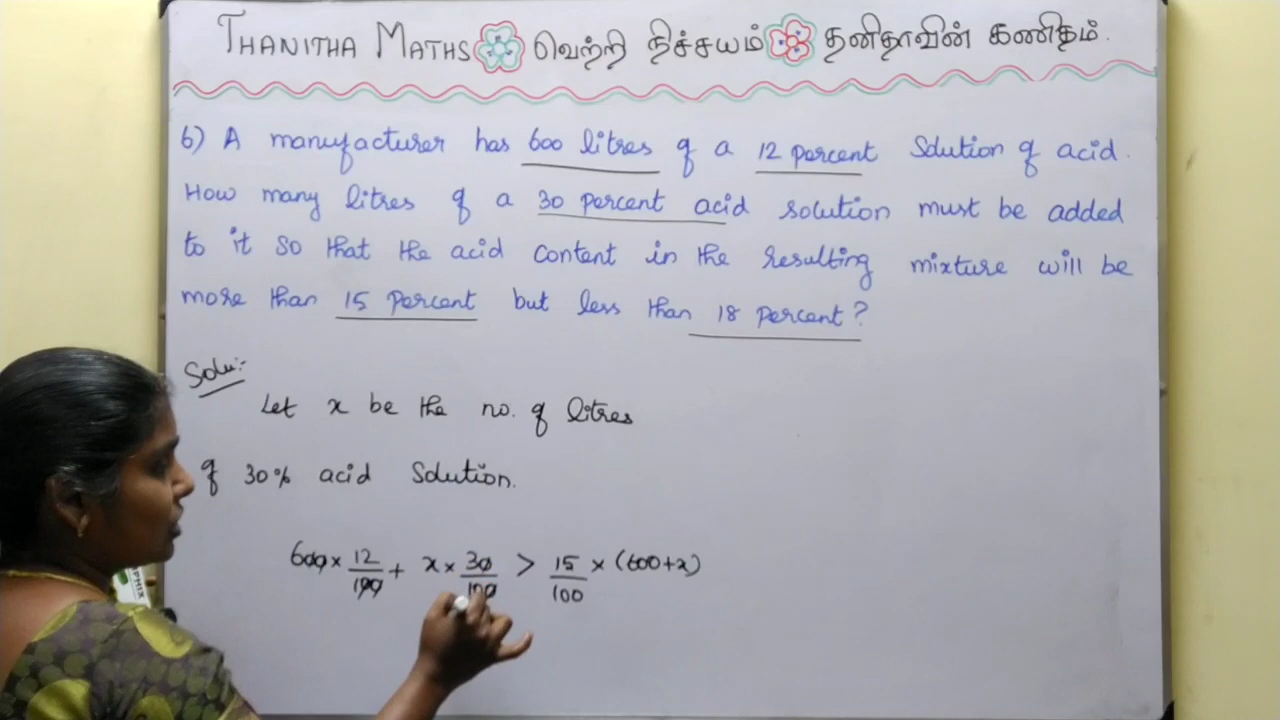 THANITHA MATHS வெற்றி நிச்சயம் தனிதாவின் கணிதம்.
6) A manufacturer has 600 litres of a 12 percent Solution of acid.
How many litres of a 30 percent acid solution must be added
to it so that the acid content in the resulting mixture will be
more than 15 percent but less than 18 percent?
Solu:-
Let x be the no. of litres
of 30% acid Solution.
600 × 12/100 + x × 30/100 > 15/100 × (600+x)